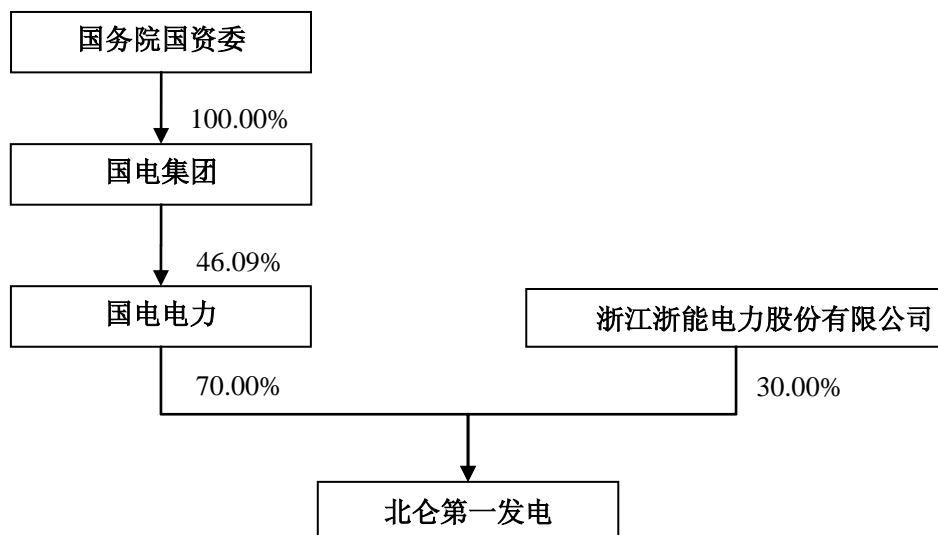 国务院国资委
100.00%
国电集团
46.09%
国电电力
浙江浙能电力股份有限公司
70.00%
30.00%
北仑第一发电